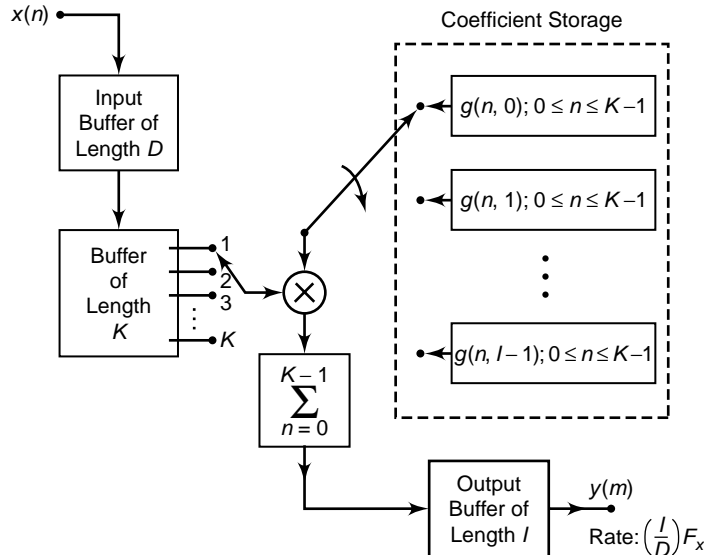 x(n)
Coefficient Storage
Input
Buffer of
Length D
g(n, 0); 0 ≤ n ≤ K–1
g(n, 1); 0 ≤ n ≤ K–1
g(n, I–1); 0 ≤ n ≤ K–1
Buffer
of
Length
K
1
2
3
K
×
K – 1
∑
n = 0
Output
Buffer of
Length I
y(m)
Rate: (I/D) Fx